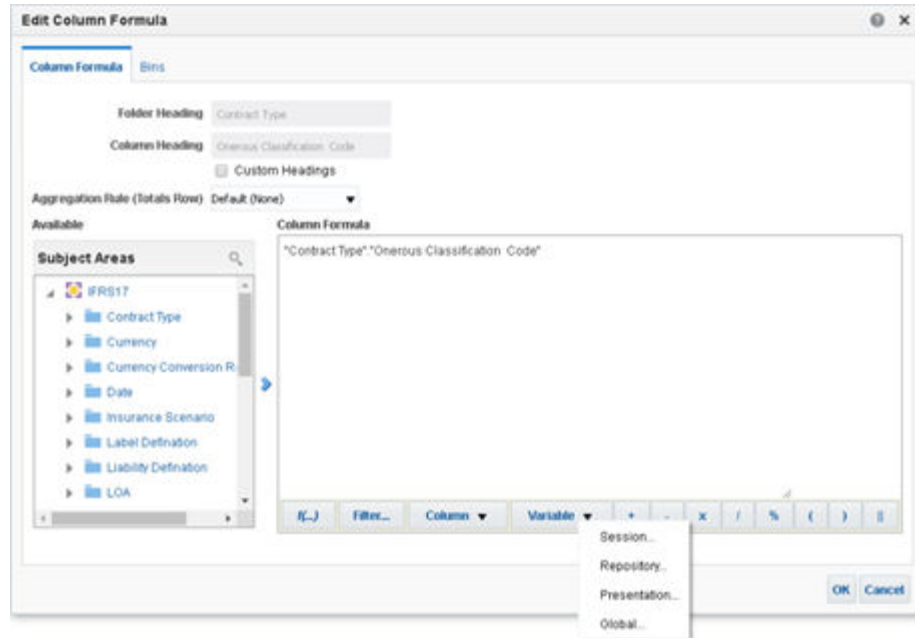 Edit Column Formula
Column Formula Bins
Folder Heading Contract Type
Column Heading Onerous Classification Code
Custom Headings
Aggregation Rule (Totals Row) Default (None)
Available Column Formula
Subject Areas
"Contract Type"."Onerous Classification Code"
IFRS17
Contract Type
Currency
Currency Conversion R
Date
Insurance Scenario
Label Defination
Liability Defination
LOA
f(...) Filter... Column Variable + - x / % ( ) ||
Session...
Repository...
Presentation...
Global...
OK Cancel